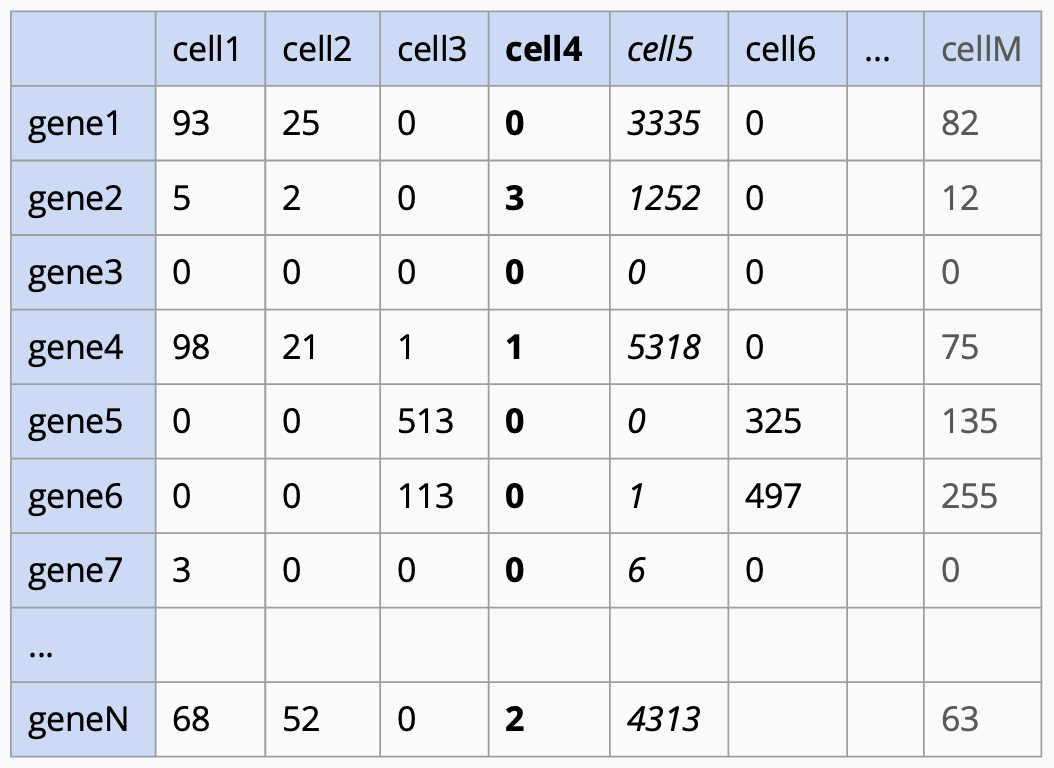 cell1 cell2 cell3 cell4 cell5 cell6 ... cellM
gene1 93 25 0 0 3335 0 82
gene2 5 2 0 3 1252 0 12
gene3 0 0 0 0 0 0 0
gene4 98 21 1 1 5318 0 75
gene5 0 0 513 0 0 325 135
gene6 0 0 113 0 1 497 255
gene7 3 0 0 0 6 0 0
...
geneN 68 52 0 2 4313 63